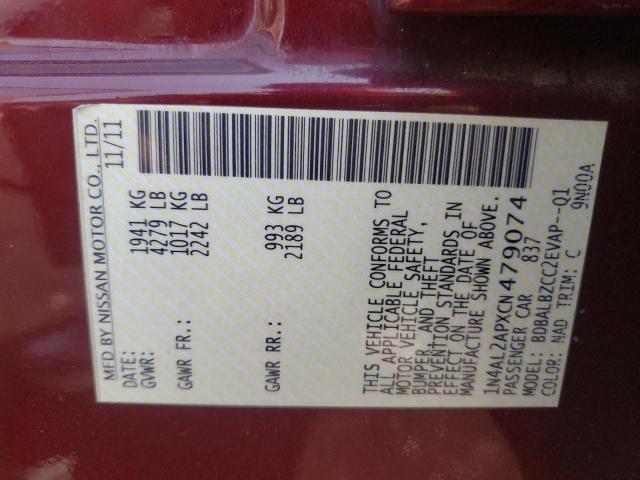 MFD BY NISSAN MOTOR CO., LTD.
DATE: 11/11
GVWR: 1941 KG
4279 LB
GAWR FR.: 1017 KG
2242 LB
GAWR RR.: 993 KG
2189 LB
THIS VEHICLE CONFORMS TO
ALL APPLICABLE FEDERAL
MOTOR VEHICLE SAFETY,
BUMPER, AND THEFT
PREVENTION STANDARDS IN
EFFECT ON THE DATE OF
MANUFACTURE SHOWN ABOVE.
1N4AL2APXCN479074
PASSENGER CAR 837
MODEL: BDBALBZCC2EVAP--Q1
COLOR: NAD TRIM: C 9N00A